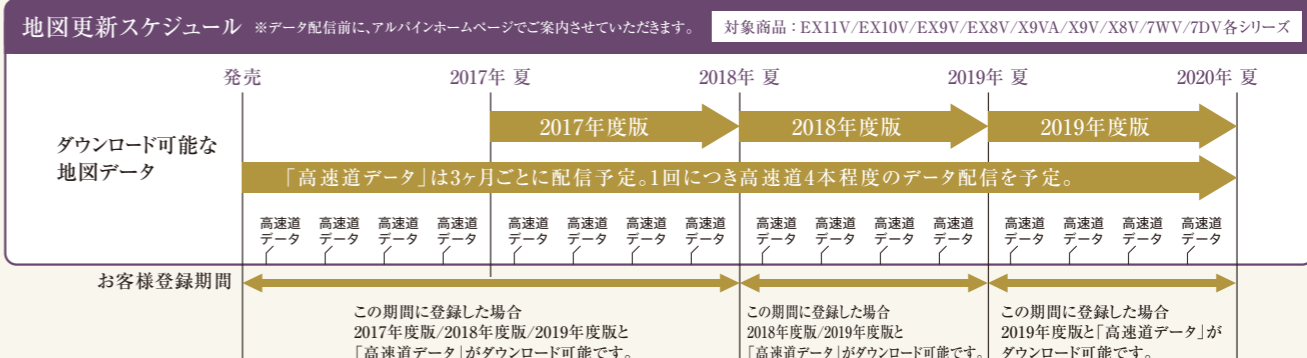 地図更新スケジュール ※データ配信前に、アルパインホームページでご案内させていただきます。 対象商品：EX11V/EX10V/EX9V/EX8V/X9VA/X9V/X8V/7WV/7DV各シリーズ
発売 2017年 夏 2018年 夏 2019年 夏 2020年 夏
ダウンロード可能な
地図データ
2017年度版 2018年度版 2019年度版
「高速道データ」は3ヶ月ごとに配信予定。1回につき高速道4本程度のデータ配信を予定。
高速道 高速道 高速道 高速道 高速道 高速道 高速道 高速道 高速道 高速道 高速道 高速道 高速道 高速道 高速道 高速道
データ データ データ データ データ データ データ データ データ データ データ データ データ データ データ データ
お客様登録期間
この期間に登録した場合
2017年度版/2018年度版/2019年度版と
「高速道データ」がダウンロード可能です。
この期間に登録した場合
2018年度版/2019年度版と
「高速道データ」がダウンロード可能です。
この期間に登録した場合
2019年度版と「高速道データ」が
ダウンロード可能です。